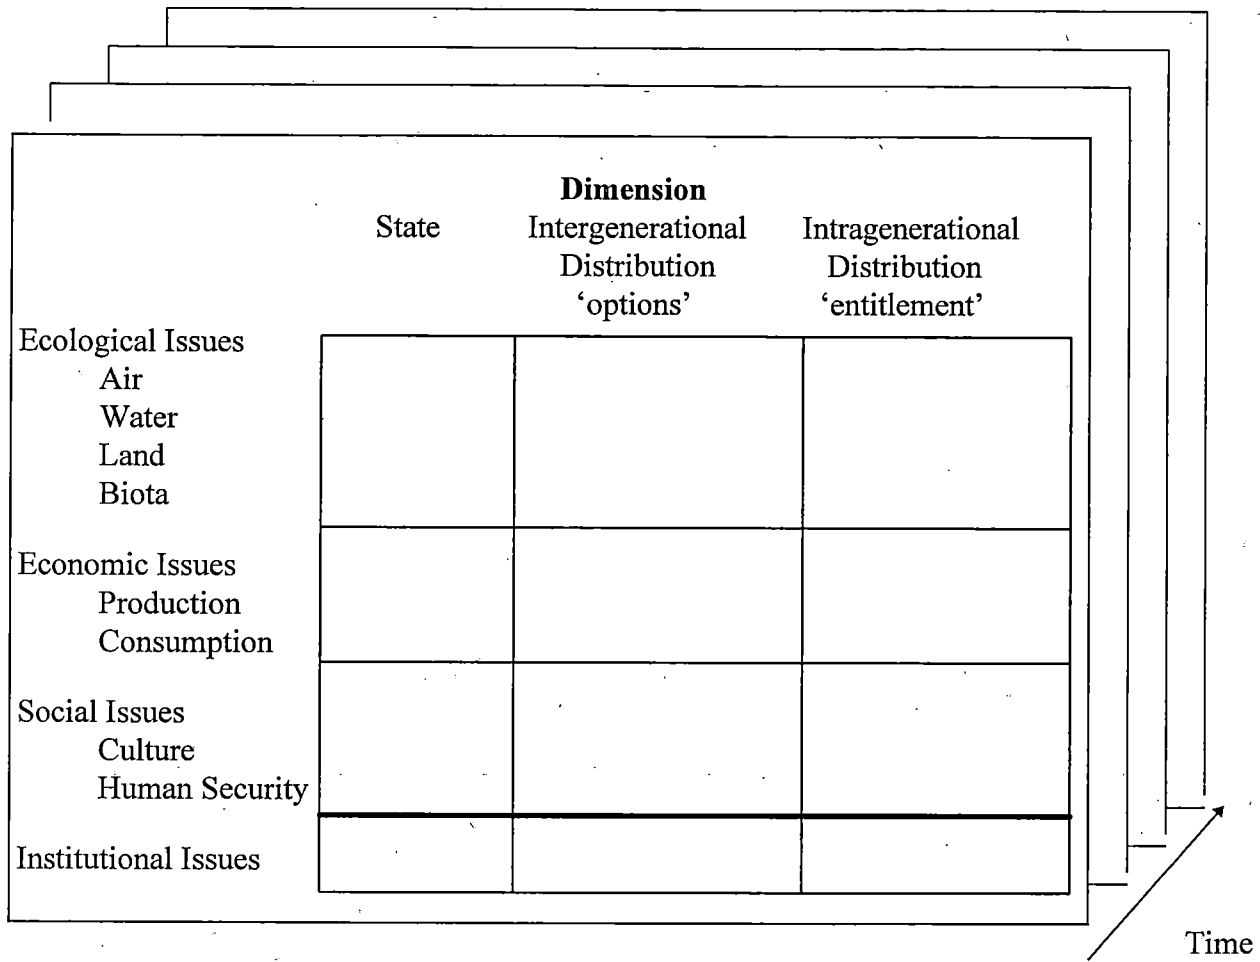 Dimension
State Intergenerational Intragenerational
Distribution Distribution
‘options’ ‘entitlement’
Ecological Issues
Air
Water
Land
Biota
Economic Issues
Production
Consumption
Social Issues
Culture
Human Security
Institutional Issues
Time